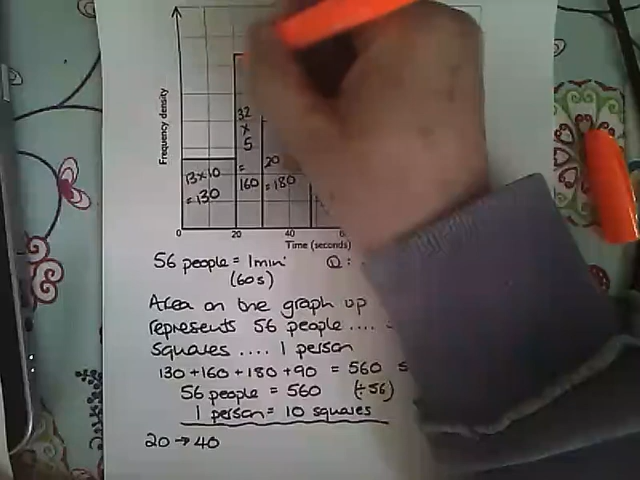 Frequency density
32
x
5
=
160
13x10
=130
20
=180
0
20
40
Time (seconds)
56 people = 1min
(60s)
Q:
Area on the graph up
represents 56 people ....
squares .... 1 person
130+160+180+90 = 560 s
56 people = 560 (÷56)
1 person = 10 squares
20 → 40